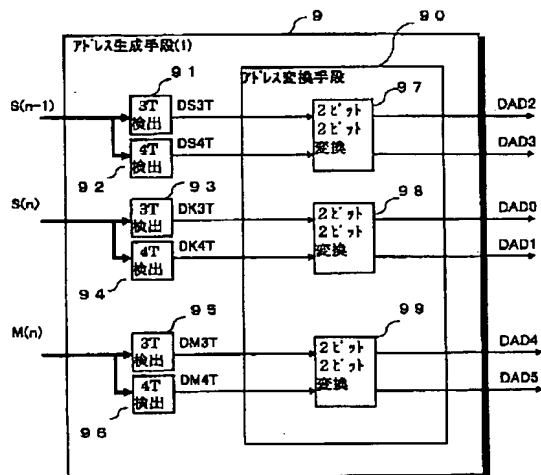 9
90
アドレス生成手段(1)
アドレス変換手段
91
S(n-1)
3T
検出
DS3T
4T
検出
DS4T
92
97
2ビット
2ビット
変換
DAD2
DAD3
93
S(n)
3T
検出
DK3T
4T
検出
DK4T
94
98
2ビット
2ビット
変換
DAD0
DAD1
95
M(n)
3T
検出
DM3T
4T
検出
DM4T
96
99
2ビット
2ビット
変換
DAD4
DAD5